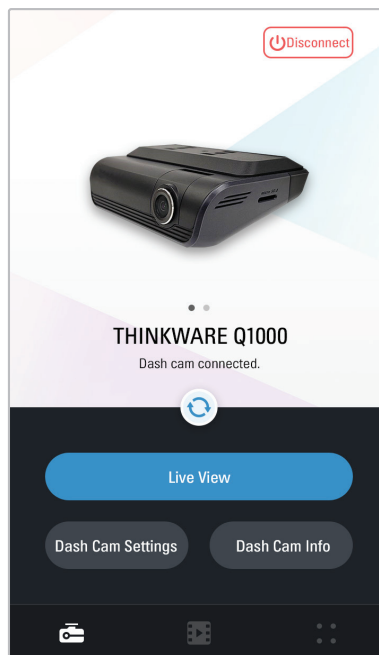 Disconnect
THINKWARE Q1000
Dash cam connected.
Live View
Dash Cam Settings
Dash Cam Info